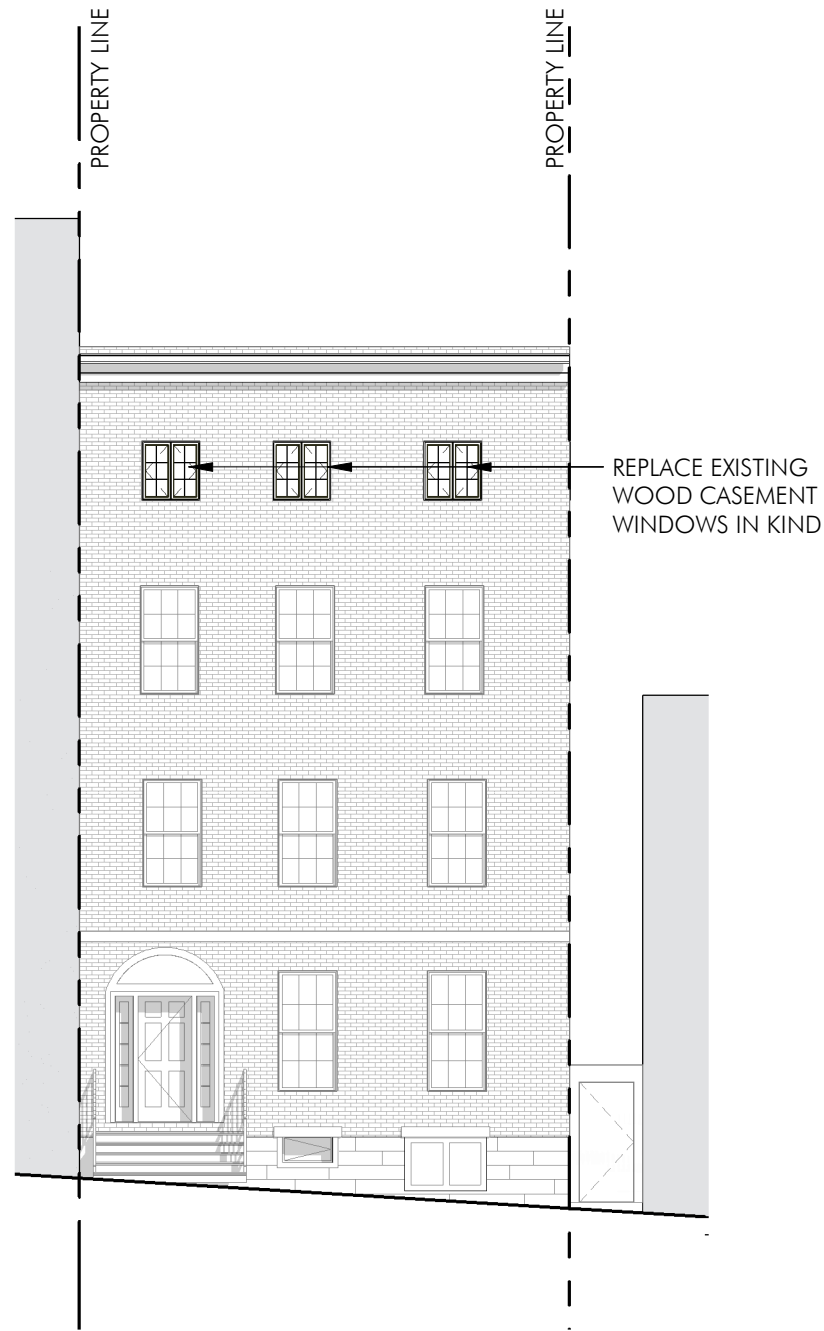 PROPERTY LINE
PROPERTY LINE
REPLACE EXISTING
WOOD CASEMENT
WINDOWS IN KIND